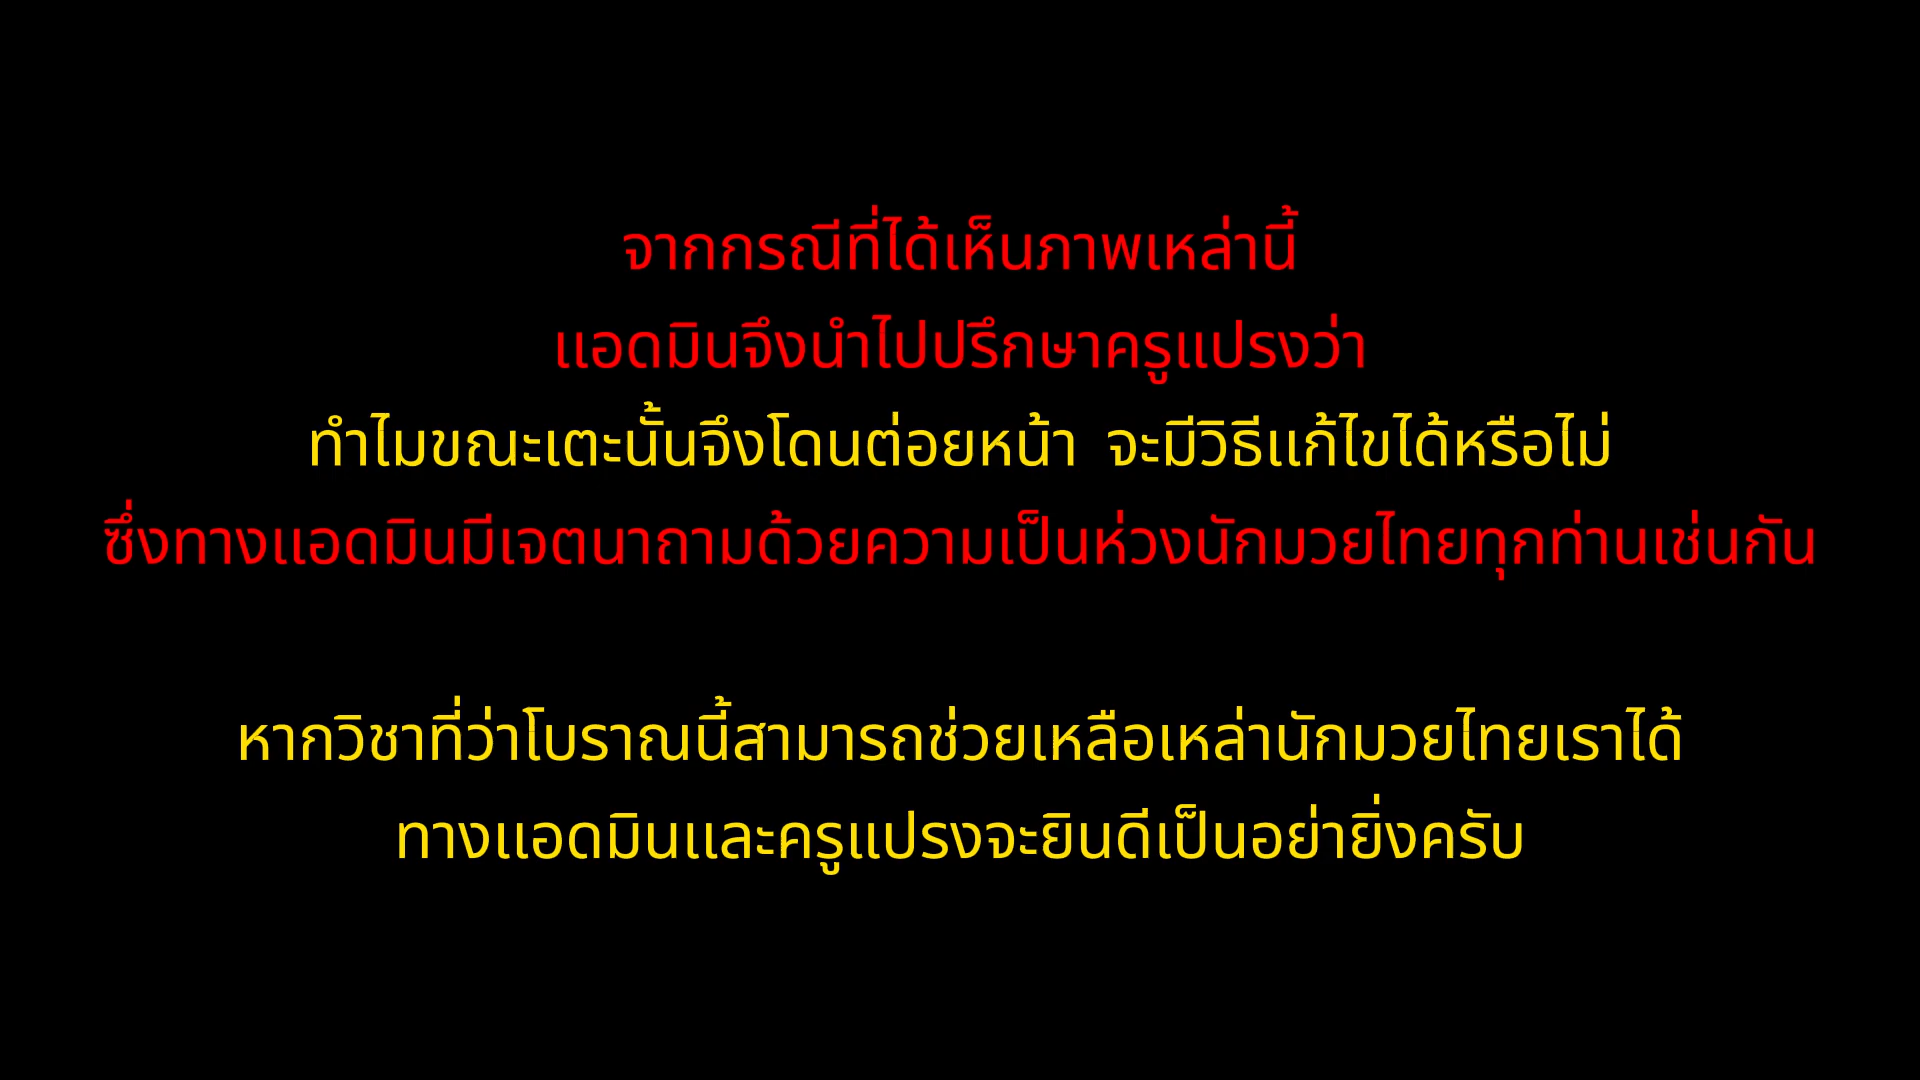 จากกรณีที่ได้เห็นภาพเหล่านี้
แอดมินจึงนำไปปรึกษาครูแปรงว่า
ทำไมขณะเตะนั้นจึงโดนต่อยหน้า จะมีวิธีแก้ไขได้หรือไม่
ซึ่งทางแอดมินมีเจตนาถามด้วยความเป็นห่วงนักมวยไทยทุกท่านเช่นกัน
หากวิชาที่ว่าโบราณนี้สามารถช่วยเหลือเหล่านักมวยไทยเราได้
ทางแอดมินและครูแปรงจะยินดีเป็นอย่ายิ่งครับ